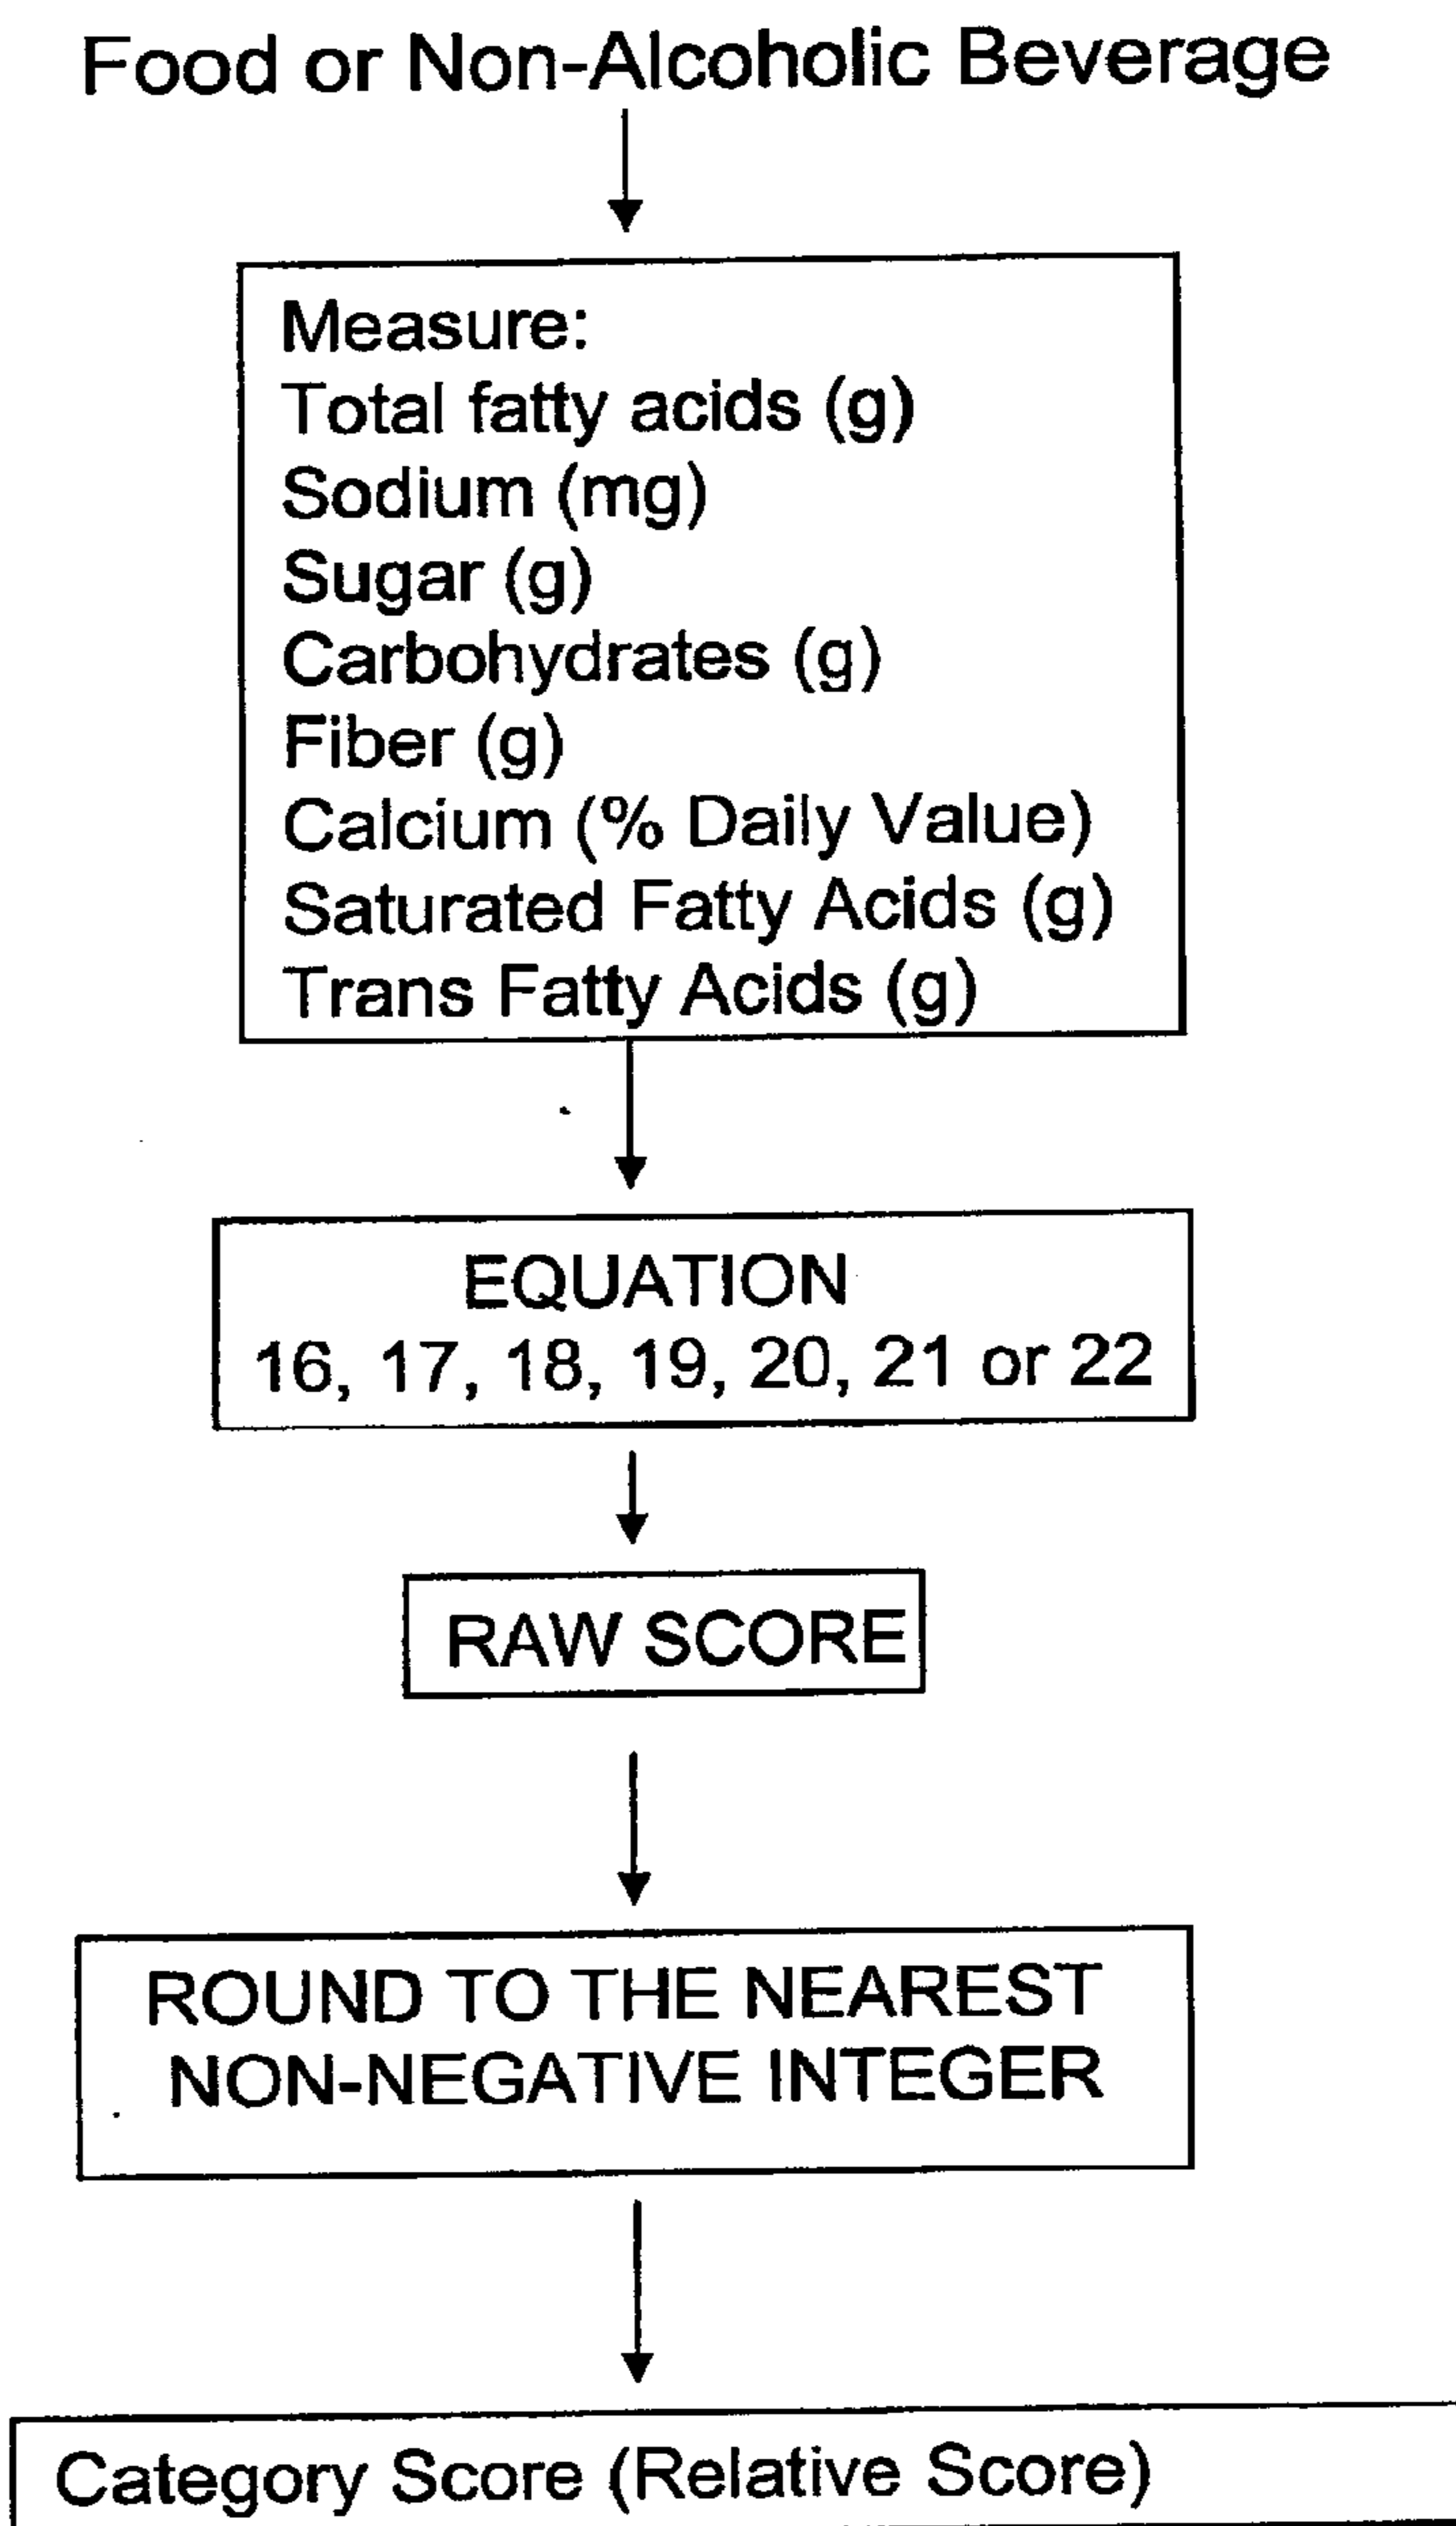 Food or Non-Alcoholic Beverage
Measure:
Total fatty acids (g)
Sodium (mg)
Sugar (g)
Carbohydrates (g)
Fiber (g)
Calcium (% Daily Value)
Saturated Fatty Acids (g)
Trans Fatty Acids (g)
EQUATION
16, 17, 18, 19, 20, 21 or 22
RAW SCORE
ROUND TO THE NEAREST
NON-NEGATIVE INTEGER
Category Score (Relative Score)